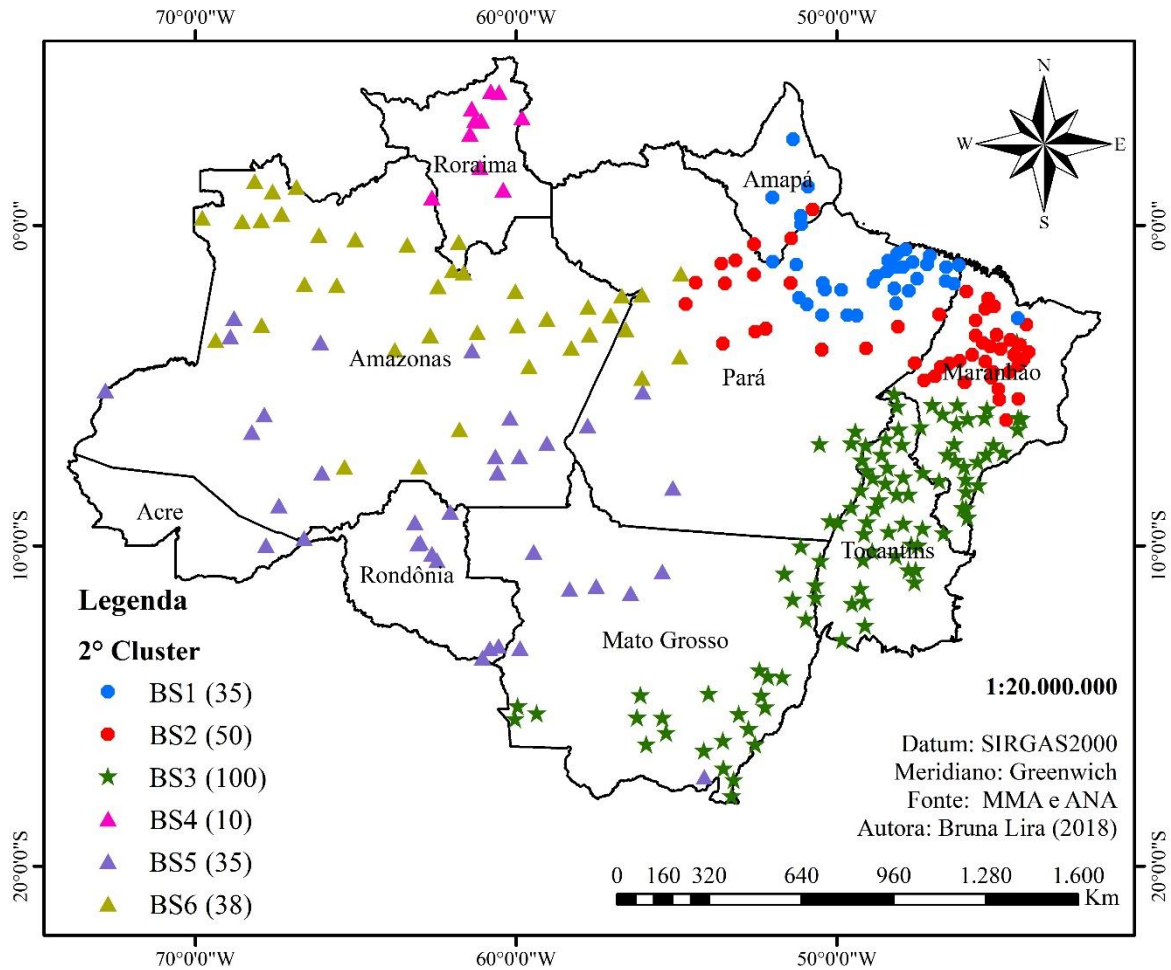 70°0'0"W 60°0'0"W 50°0'0"W
N
W E
S
Roraima
Amapá
0°0'0" 0°0'0"
Amazonas
Pará
Maranhão
Acre
10°0'0"S 10°0'0"S
Tocantins
Rondônia
Mato Grosso
Legenda
2° Cluster
BS1 (35)
BS2 (50)
BS3 (100)
BS4 (10)
BS5 (35)
BS6 (38)
1:20.000.000
Datum: SIRGAS2000
Meridiano: Greenwich
Fonte: MMA e ANA
Autora: Bruna Lira (2018)
20°0'0"S 20°0'0"S
0 160 320 640 960 1.280 1.600
Km
70°0'0"W 60°0'0"W 50°0'0"W